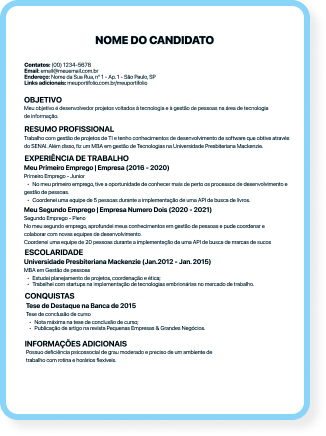 NOME DO CANDIDATO
Contatos: (00) 1234-5678
Email: email@meuemail.com.br
Endereço: Nome da Sua Rua, nº 1 - Ap. 1 - São Paulo, SP
Links adicionais: meuportifolio.com.br/meuportifolio
OBJETIVO
Meu objetivo é desenvolvedor projetos voltados à tecnologia e à gestão de pessoas na área de tecnologia
de informação.
RESUMO PROFISSIONAL
Trabalho com gestão de projetos de TI e tenho conhecimentos de desenvolvimento de software que obtive através
do SENAI. Além disso, fiz um MBA em gestão de Tecnologias na Universidade Presbiteriana Mackenzie.
EXPERIÊNCIA DE TRABALHO
Meu Primeiro Emprego | Empresa (2016 - 2020)
Primeiro Emprego - Junior
• No meu primeiro emprego, tive a oportunidade de conhecer mais de perto os processos de desenvolvimento e
gestão de pessoas.
• Coordenei uma equipe de 5 pessoas durante a implementação de uma API de busca de livros.
Meu Segundo Emprego | Empresa Numero Dois (2020 - 2021)
Segundo Emprego - Pleno
No meu segundo emprego, aprofundei meus conhecimentos em gestão de pessoas e pude coordenar e
colaborar com novas equipes de desenvolvimento.
Coordenei uma equipe de 20 pessoas durante a implementação de uma API de busca de marcas de sucos
ESCOLARIDADE
Universidade Presbiteriana Mackenzie (Jan.2012 - Jan. 2015)
MBA em Gestão de pessoas
• Estudei planejamento de projetos, coordenação e ética;
• Trabalhei com startups na implementação de tecnologias embrionárias no mercado de trabalho.
CONQUISTAS
Tese de Destaque na Banca de 2015
Tese de conclusão de curso
• Nota máxima na tese de conclusão de curso;
• Publicação de artigo na revista Pequenas Empresas & Grandes Negócios.
INFORMAÇÕES ADICIONAIS
Possuo deficiência psicossocial de grau moderado e preciso de um ambiente de
trabalho com rotina e horários flexíveis.